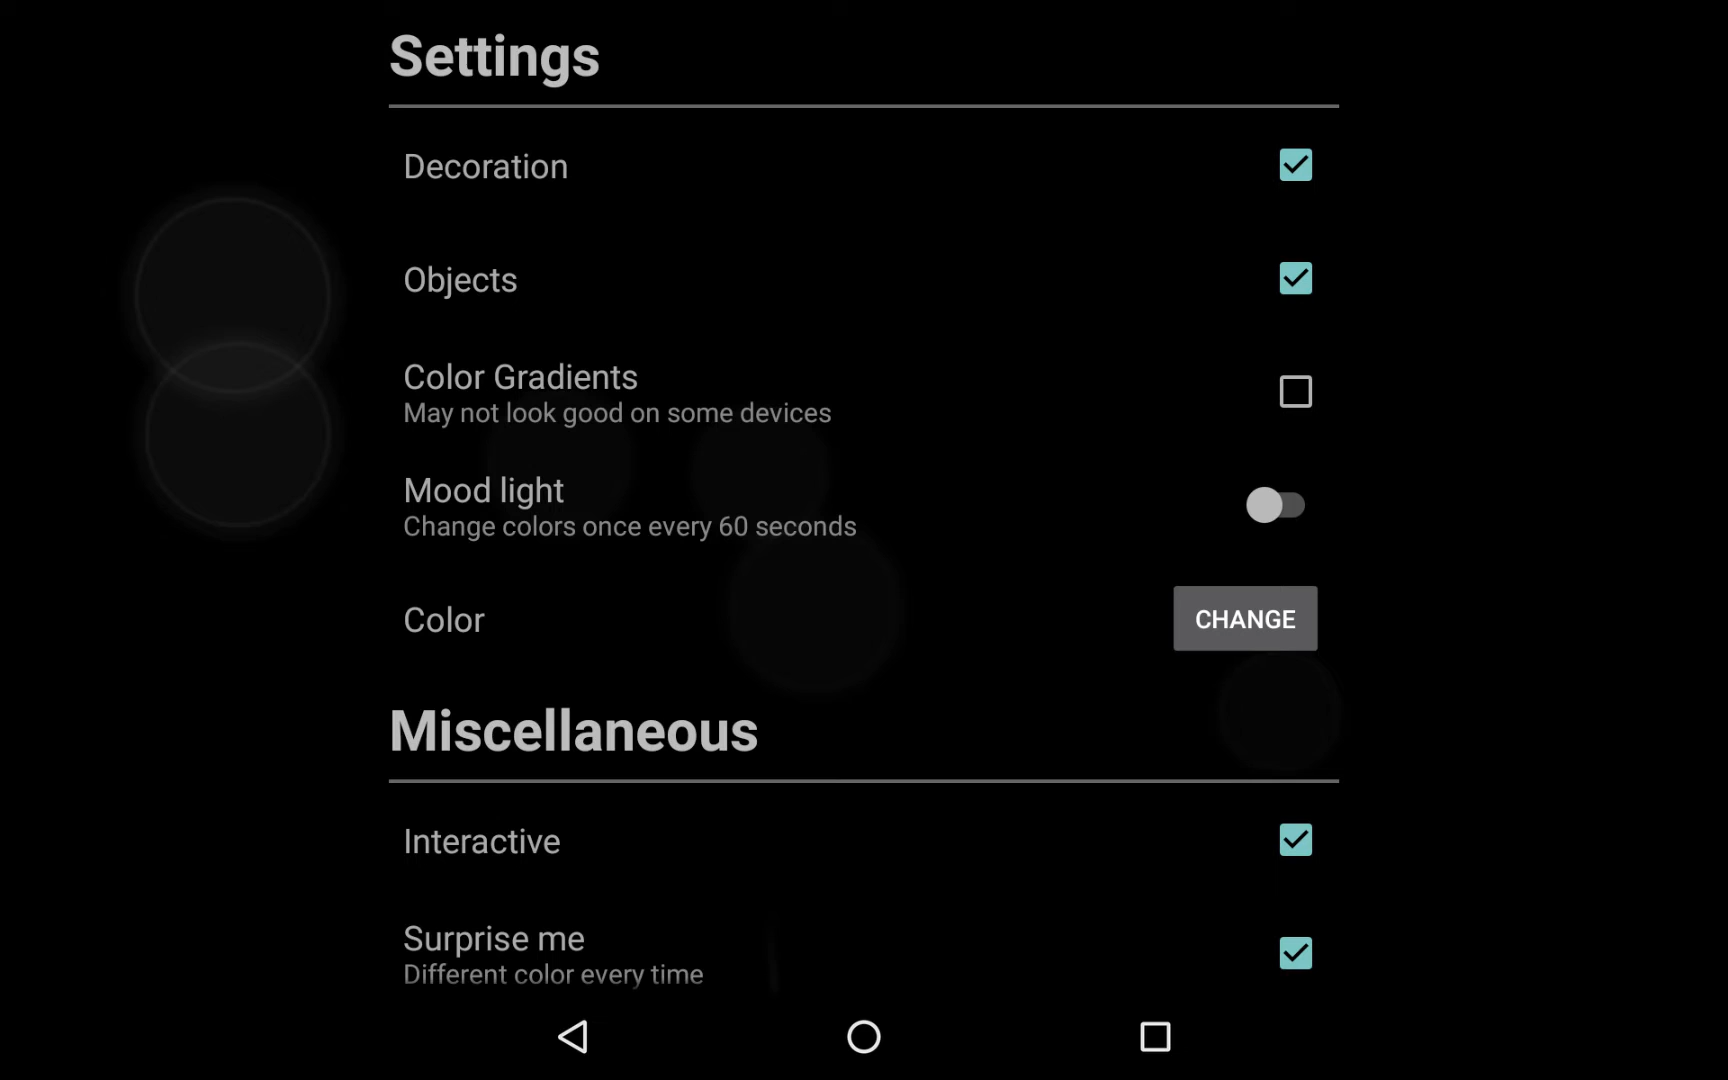 Settings
Decoration
Objects
Color Gradients
May not look good on some devices
Mood light
Change colors once every 60 seconds
Color
CHANGE
Miscellaneous
Interactive
Surprise me
Different color every time